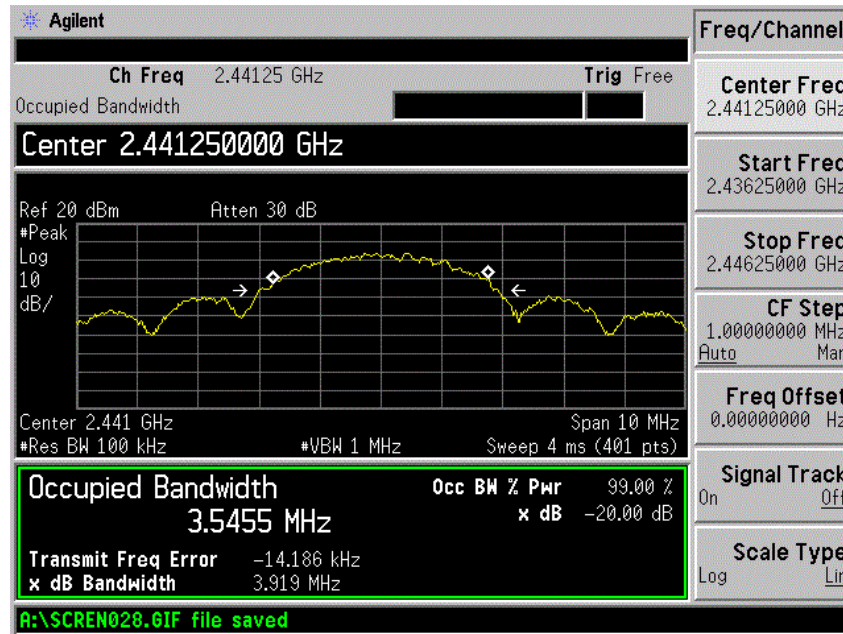 Agilent
Ch Freq 2.44125 GHz Trig Free
Occupied Bandwidth
Center 2.441250000 GHz
Ref 20 dBm Atten 30 dB
#Peak
Log
10
dB/
Center 2.441 GHz Span 10 MHz
#Res BW 100 kHz #VBW 1 MHz Sweep 4 ms (401 pts)
Occupied Bandwidth
3.5455 MHz
Occ BW % Pwr 99.00 %
x dB -20.00 dB
Transmit Freq Error -14.186 kHz
x dB Bandwidth 3.919 MHz
A:\SCREN028.GIF file saved
Freq/Channel
Center Freq
2.44125000 GHz
Start Freq
2.43625000 GHz
Stop Freq
2.44625000 GHz
CF Step
1.00000000 MHz
Auto Man
Freq Offset
0.00000000 Hz
Signal Track
On Off
Scale Type
Log Lin